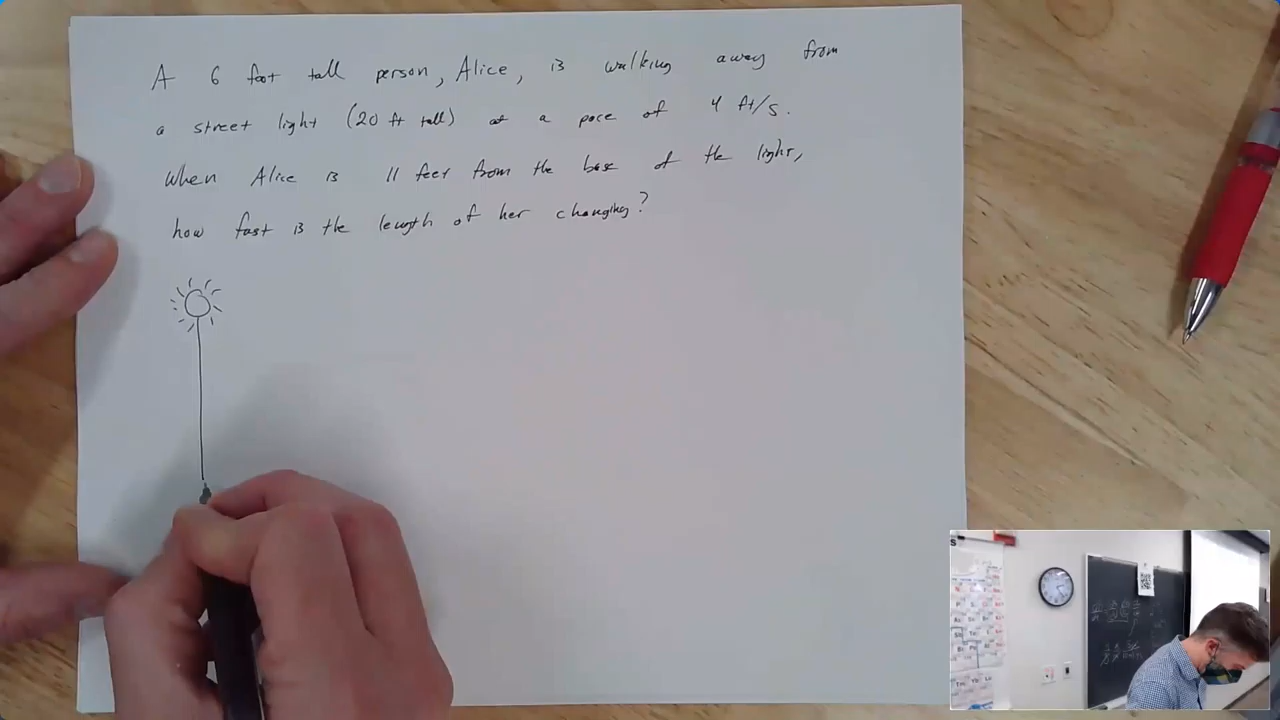 A 6 foot tall person, Alice, is walking away from
a street light (20 ft tall) at a pace of 4 ft/s.
When Alice is 11 feet from the base of the light,
how fast is the length of her changing?